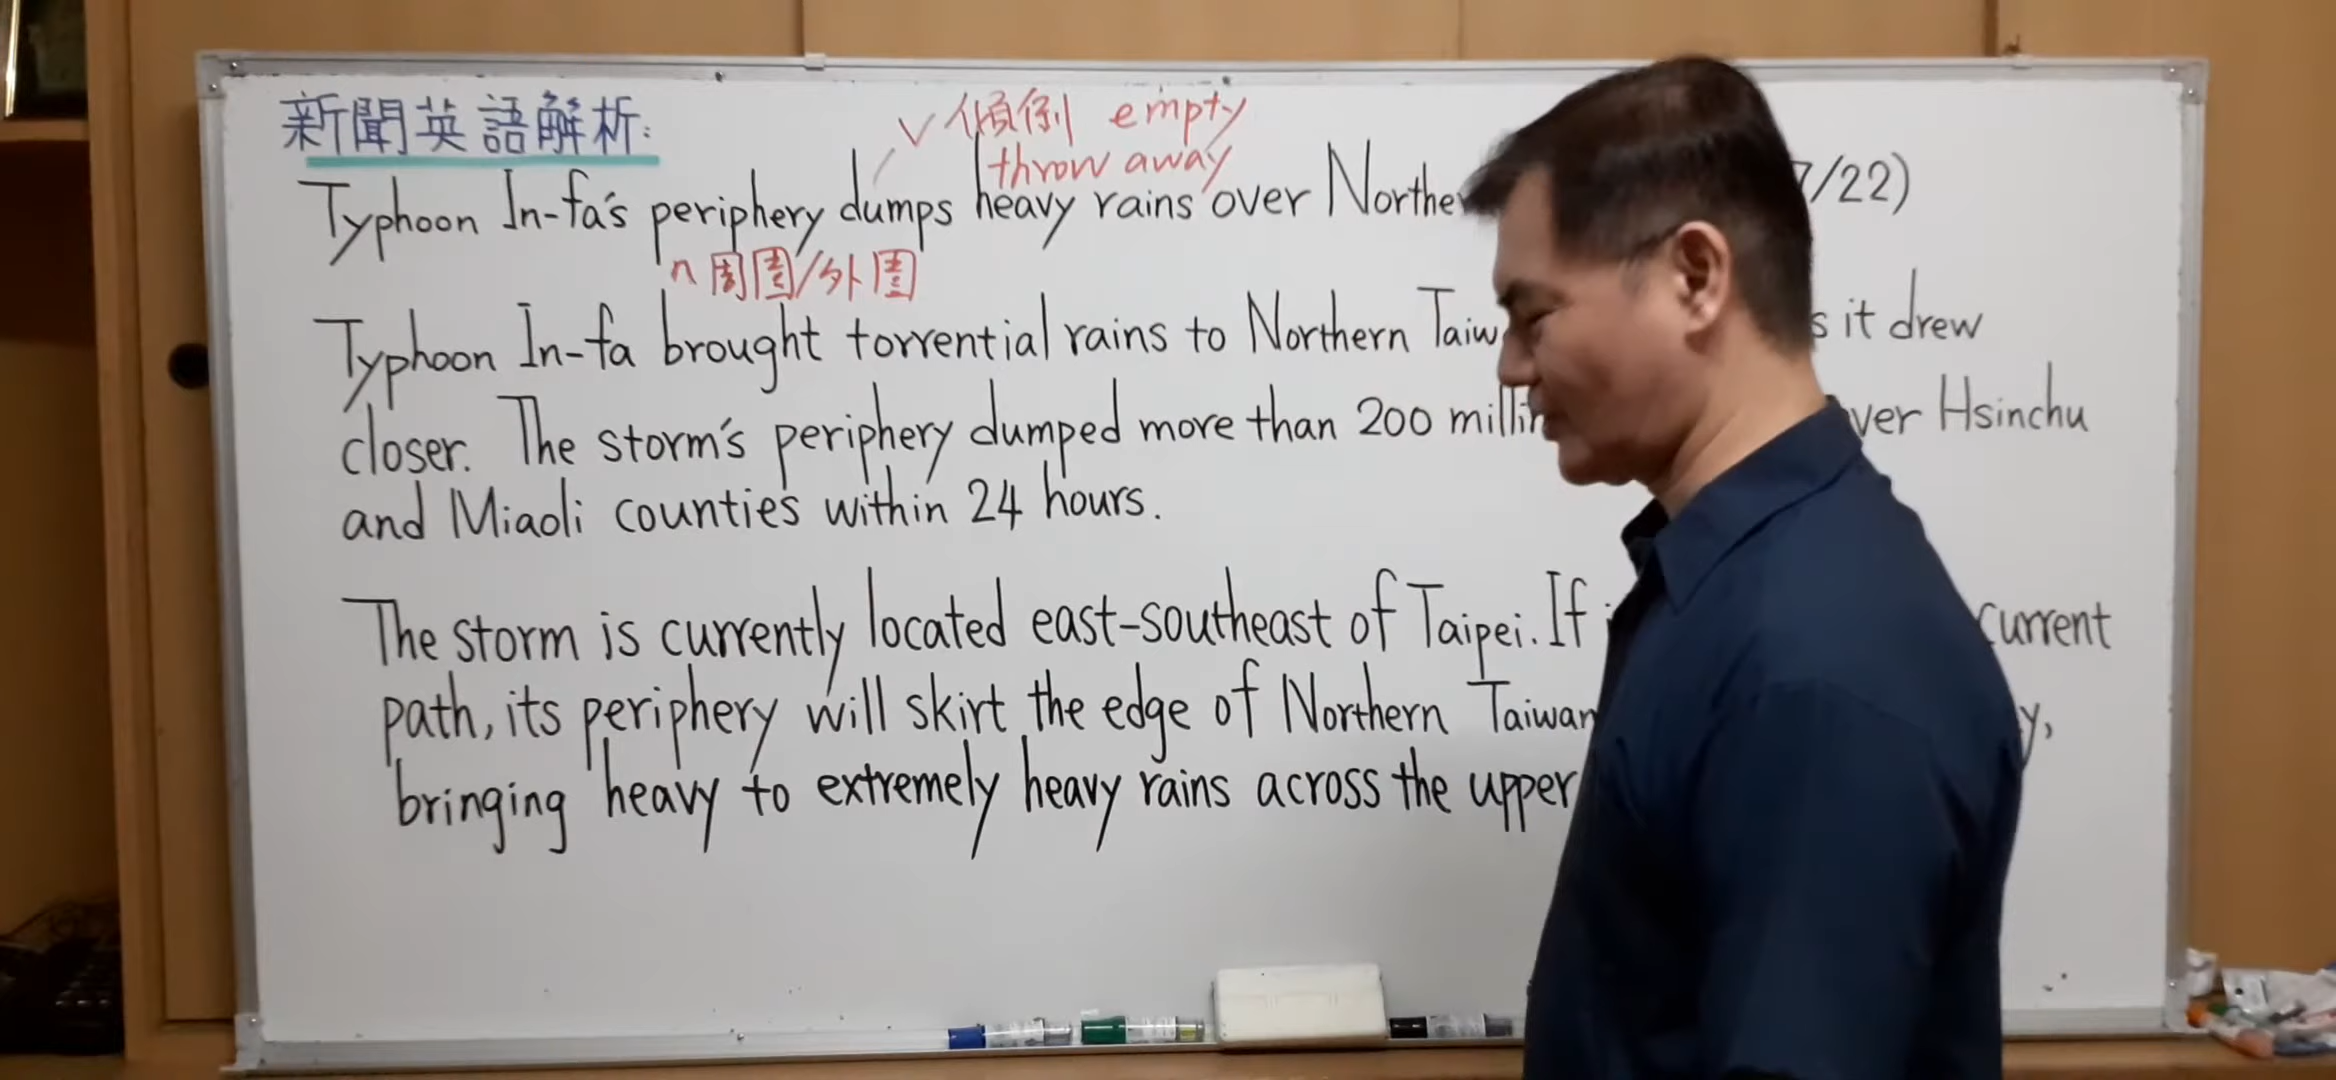 新聞英語解析:
v 傾倒 empty
throw away
Typhoon In-fa's periphery dumps heavy rains over 7/22)
n 周圍/外圍
Typhoon In-fa brought torrential rains to Northern it drew
closer. The storm's periphery dumped more than 200 Hsinchu
and Miaoli counties within 24 hours.
The storm is currently located east-southeast of Taipei. If current
path, its periphery will skirt the edge of Northern Taiwan
bringing heavy to extremely heavy rains across the upper